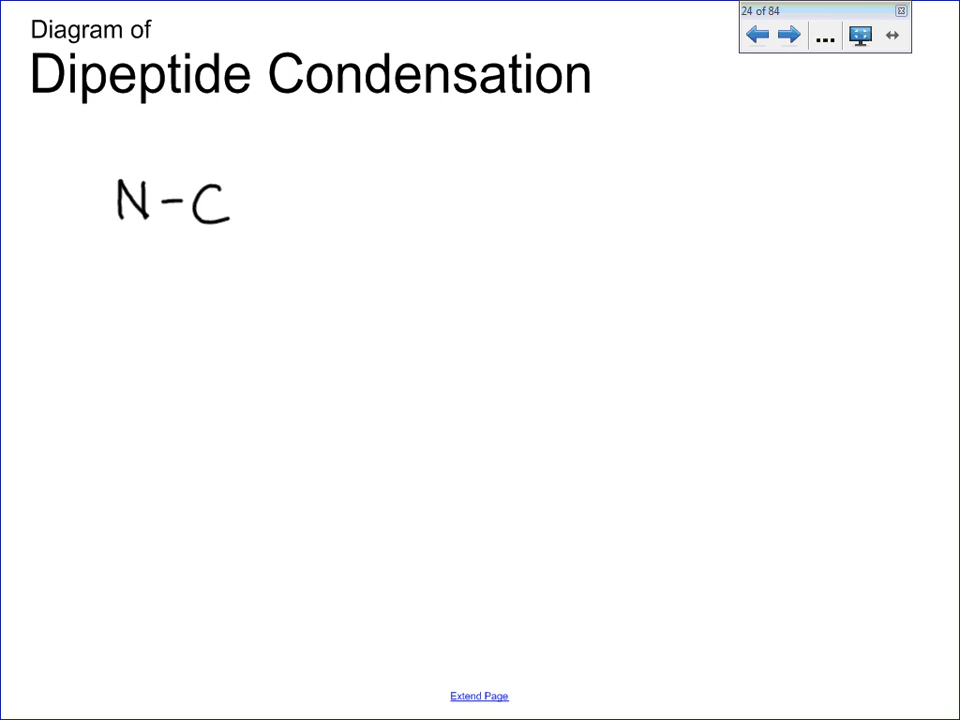 24 of 84
Diagram of
Dipeptide Condensation
N-C
Extend Page